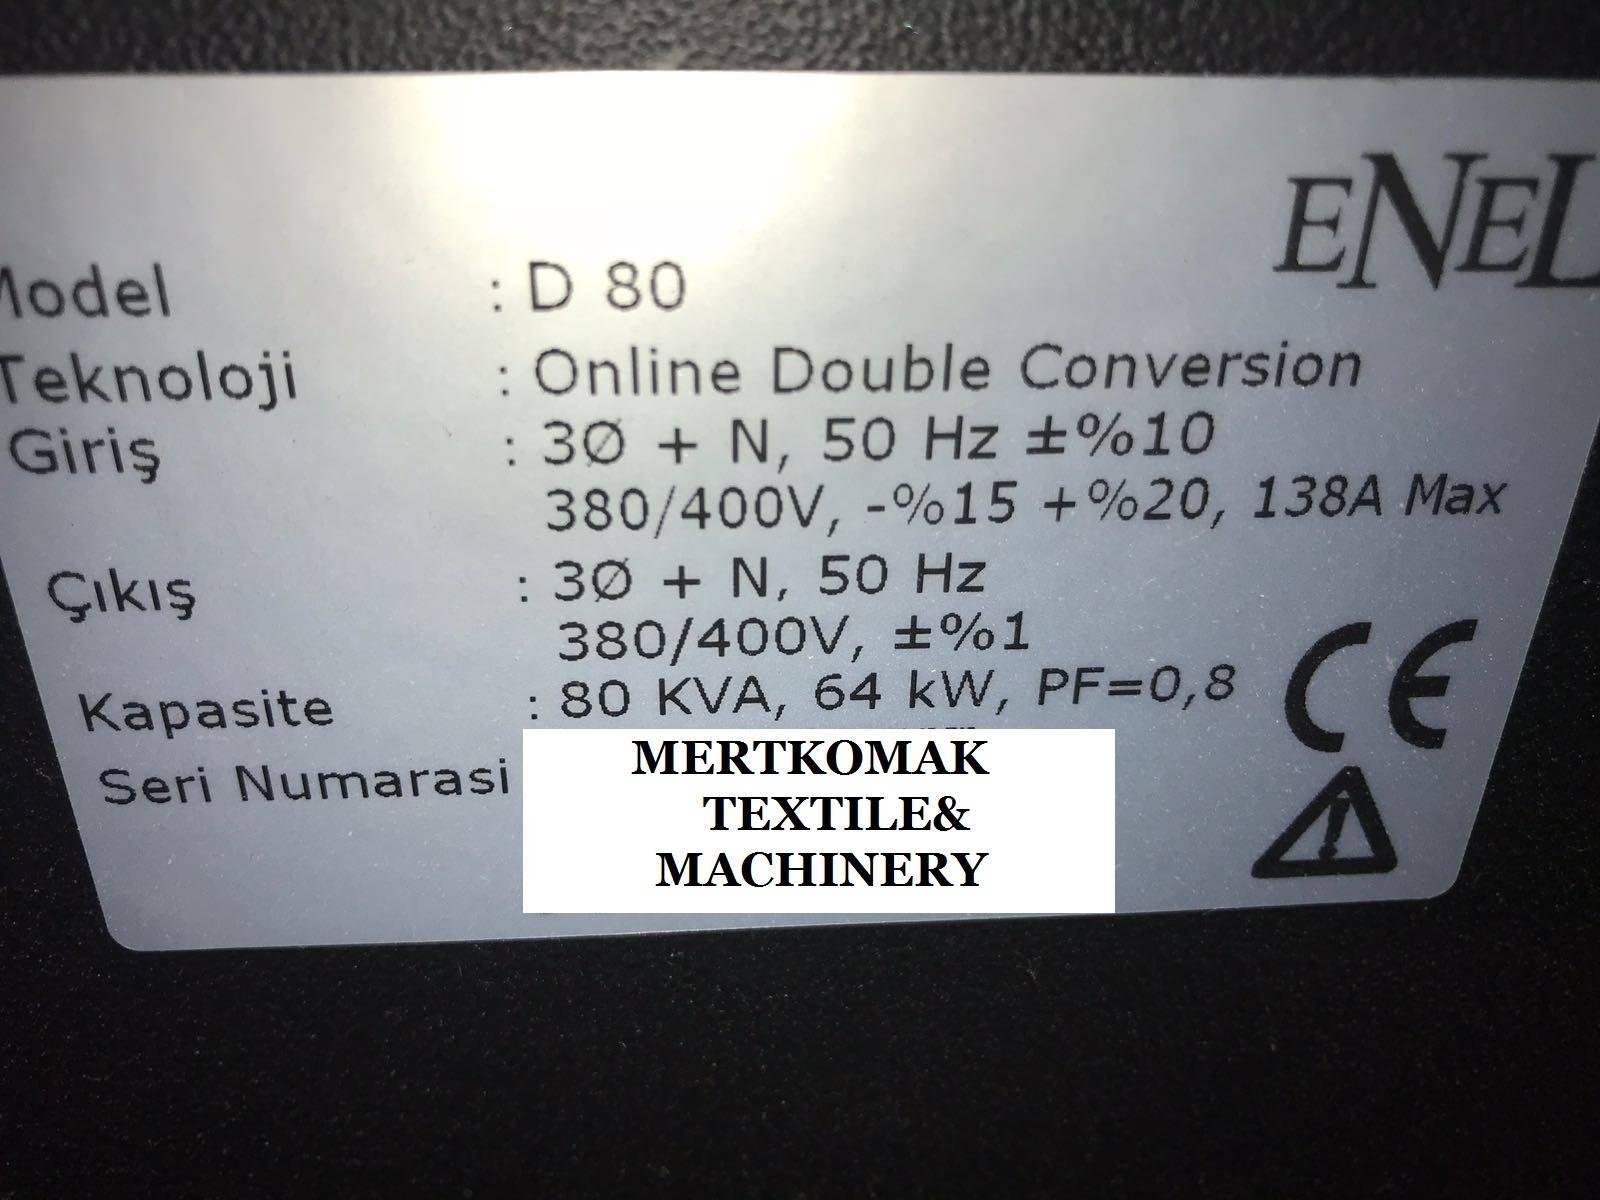 ENEL
Model : D 80
Teknoloji : Online Double Conversion
Giriş : 3Ø + N, 50 Hz ±%10
380/400V, -%15 +%20, 138A Max
Çıkış : 3Ø + N, 50 Hz
380/400V, ±%1
Kapasite : 80 KVA, 64 kW, PF=0,8
Seri Numarasi
MERTKOMAK
TEXTILE&
MACHINERY
CE